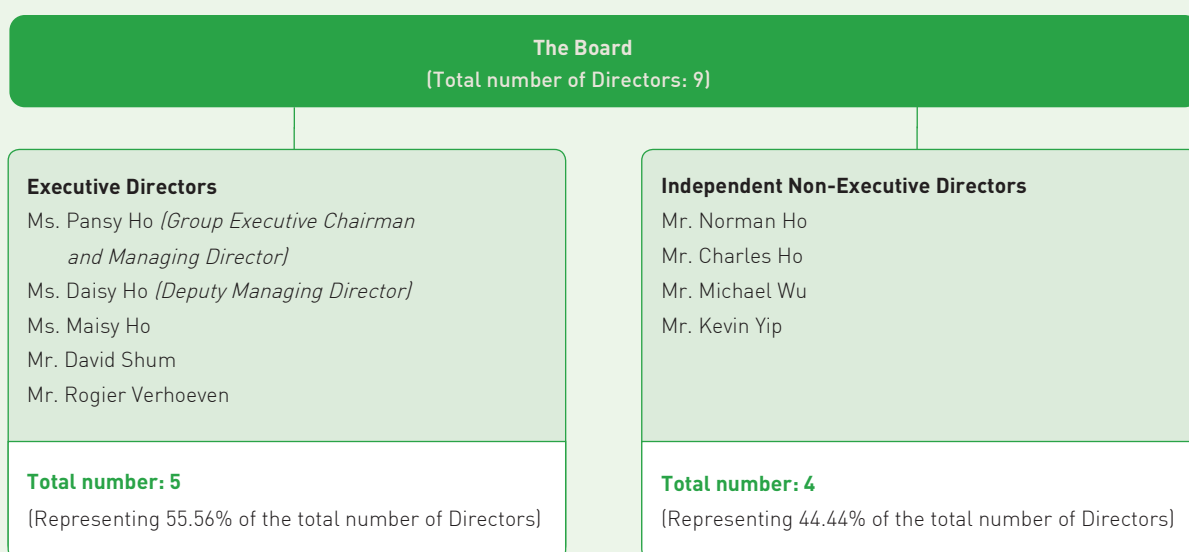 The Board
(Total number of Directors: 9)
Executive Directors
Ms. Pansy Ho (Group Executive Chairman
and Managing Director)
Ms. Daisy Ho (Deputy Managing Director)
Ms. Maisy Ho
Mr. David Shum
Mr. Rogier Verhoeven
Total number: 5
(Representing 55.56% of the total number of Directors)
Independent Non-Executive Directors
Mr. Norman Ho
Mr. Charles Ho
Mr. Michael Wu
Mr. Kevin Yip
Total number: 4
(Representing 44.44% of the total number of Directors)